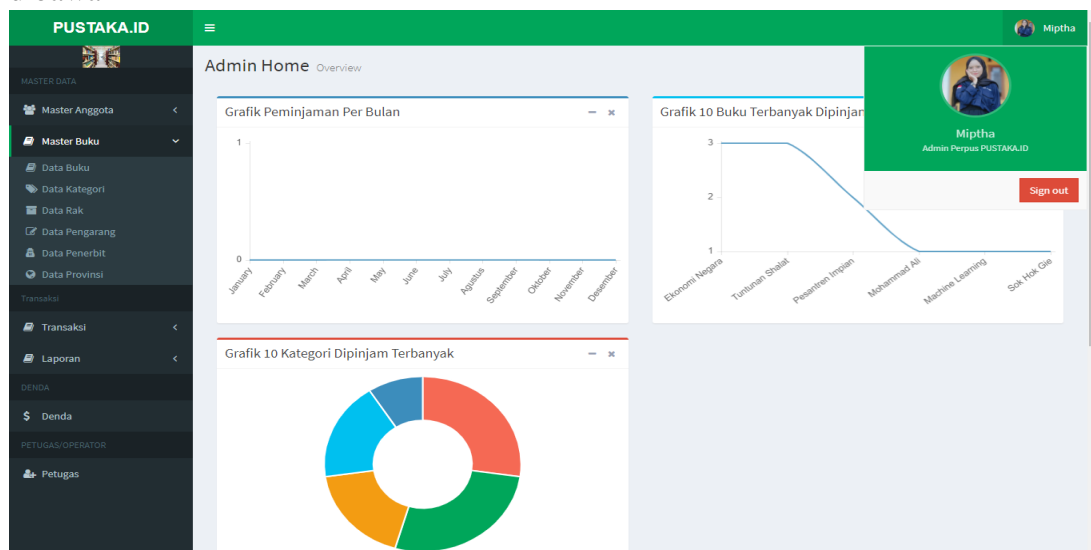 PUSTAKA.ID
Miptha
MASTER DATA
Master Anggota
Master Buku
Data Buku
Data Kategori
Data Rak
Data Pengarang
Data Penerbit
Data Provinsi
Transaksi
Transaksi
Laporan
DENDA
$ Denda
PETUGAS/OPERATOR
Petugas
Admin Home Overview
Grafik Peminjaman Per Bulan
1
0
January
February
March
April
May
June
July
Agustus
September
Oktober
November
Desember
Grafik 10 Buku Terbanyak Dipinjam
3
2
1
Ekonomi Negara
Tuntunan Shalat
Pesantren Impian
Mohammad Ali
Machine Learning
Sok Hok Gie
Miptha
Admin Perpus PUSTAKA.ID
Sign out
Grafik 10 Kategori Dipinjam Terbanyak